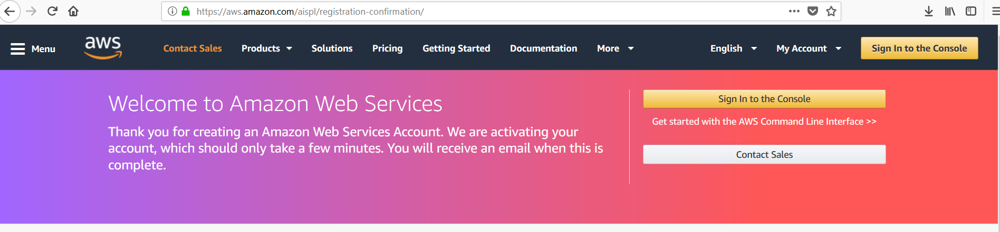 https://aws.amazon.com/aispl/registration-confirmation/
Menu
aws
Contact Sales
Products
Solutions
Pricing
Getting Started
Documentation
More
English
My Account
Sign In to the Console
Welcome to Amazon Web Services
Thank you for creating an Amazon Web Services Account. We are activating your
account, which should only take a few minutes. You will receive an email when this is
complete.
Sign In to the Console
Get started with the AWS Command Line Interface >>
Contact Sales